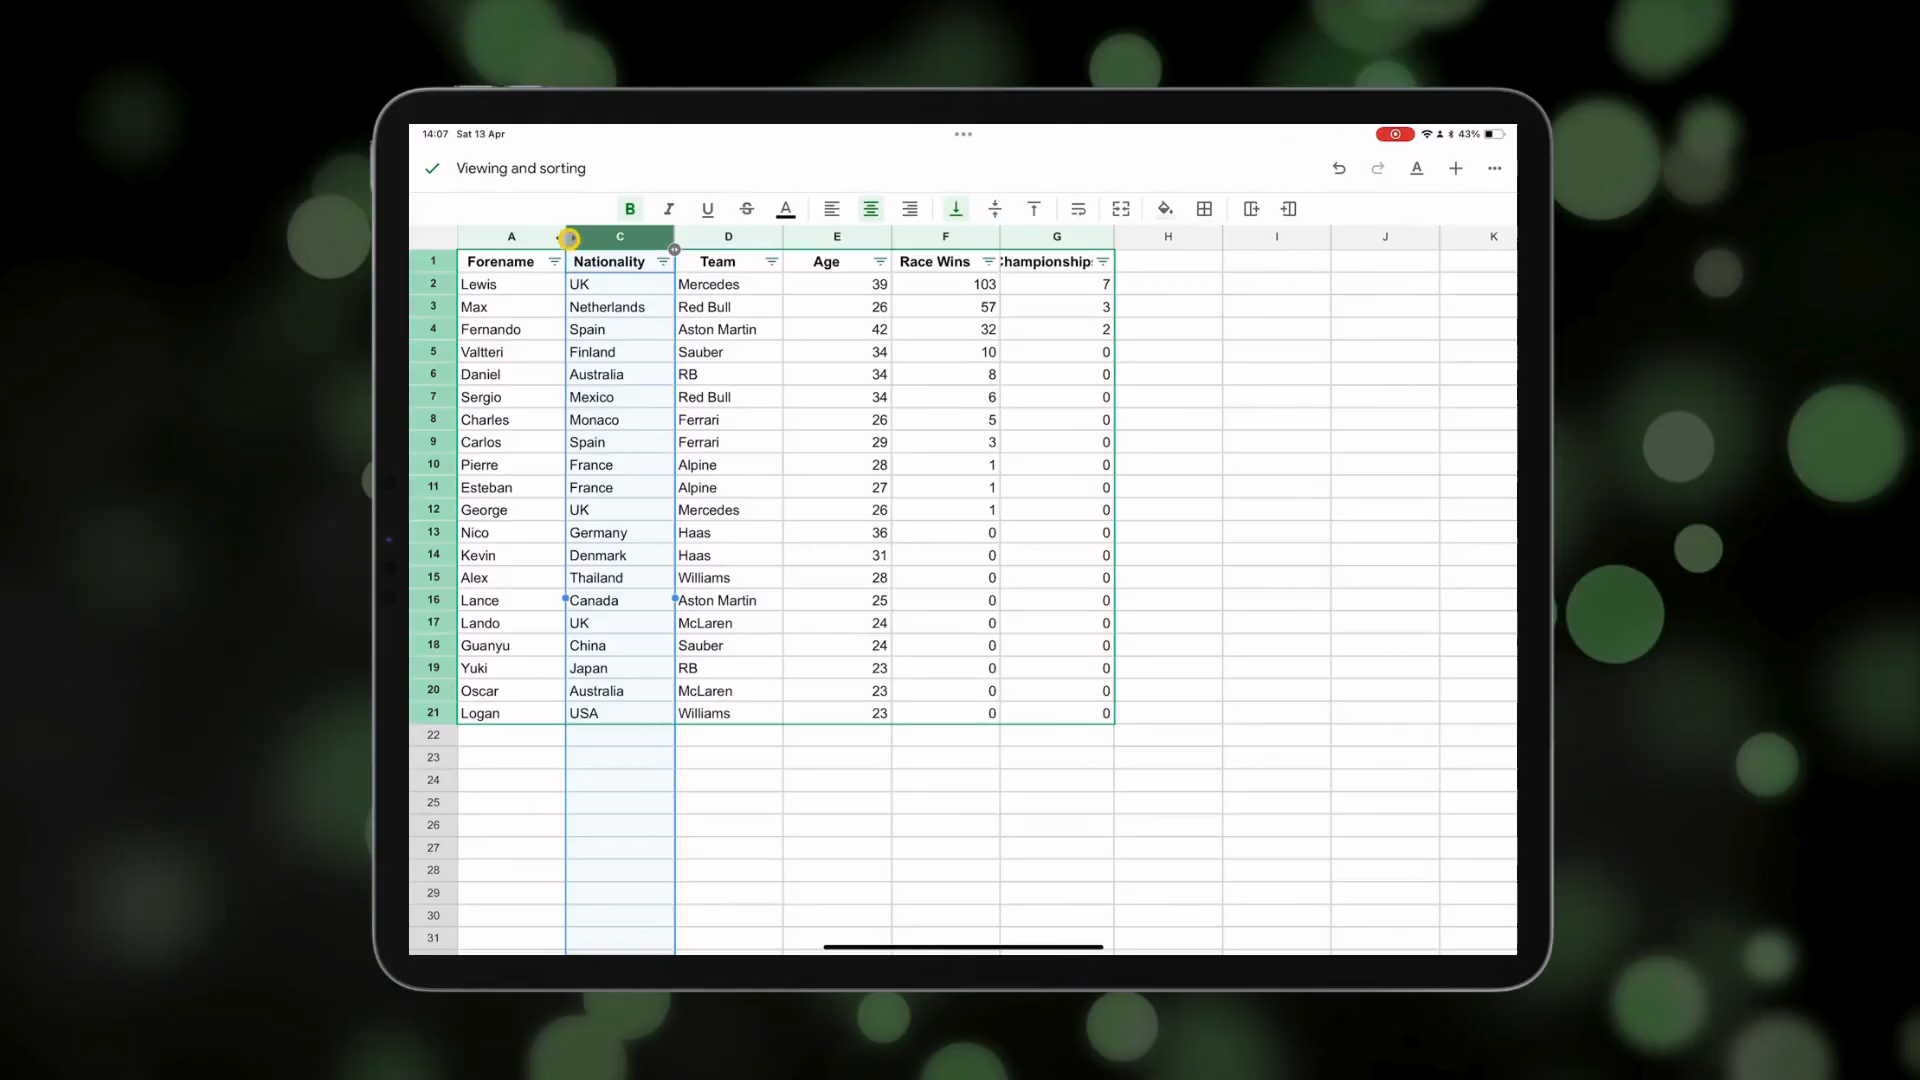 14:07 Sat 13 Apr 43%
Viewing and sorting
B I U S A
A C D E F G H I J K
1 Forename Nationality Team Age Race Wins Championship
2 Lewis UK Mercedes 39 103 7
3 Max Netherlands Red Bull 26 57 3
4 Fernando Spain Aston Martin 42 32 2
5 Valtteri Finland Sauber 34 10 0
6 Daniel Australia RB 34 8 0
7 Sergio Mexico Red Bull 34 6 0
8 Charles Monaco Ferrari 26 5 0
9 Carlos Spain Ferrari 29 3 0
10 Pierre France Alpine 28 1 0
11 Esteban France Alpine 27 1 0
12 George UK Mercedes 26 1 0
13 Nico Germany Haas 36 0 0
14 Kevin Denmark Haas 31 0 0
15 Alex Thailand Williams 28 0 0
16 Lance Canada Aston Martin 25 0 0
17 Lando UK McLaren 24 0 0
18 Guanyu China Sauber 24 0 0
19 Yuki Japan RB 23 0 0
20 Oscar Australia McLaren 23 0 0
21 Logan USA Williams 23 0 0
22
23
24
25
26
27
28
29
30
31